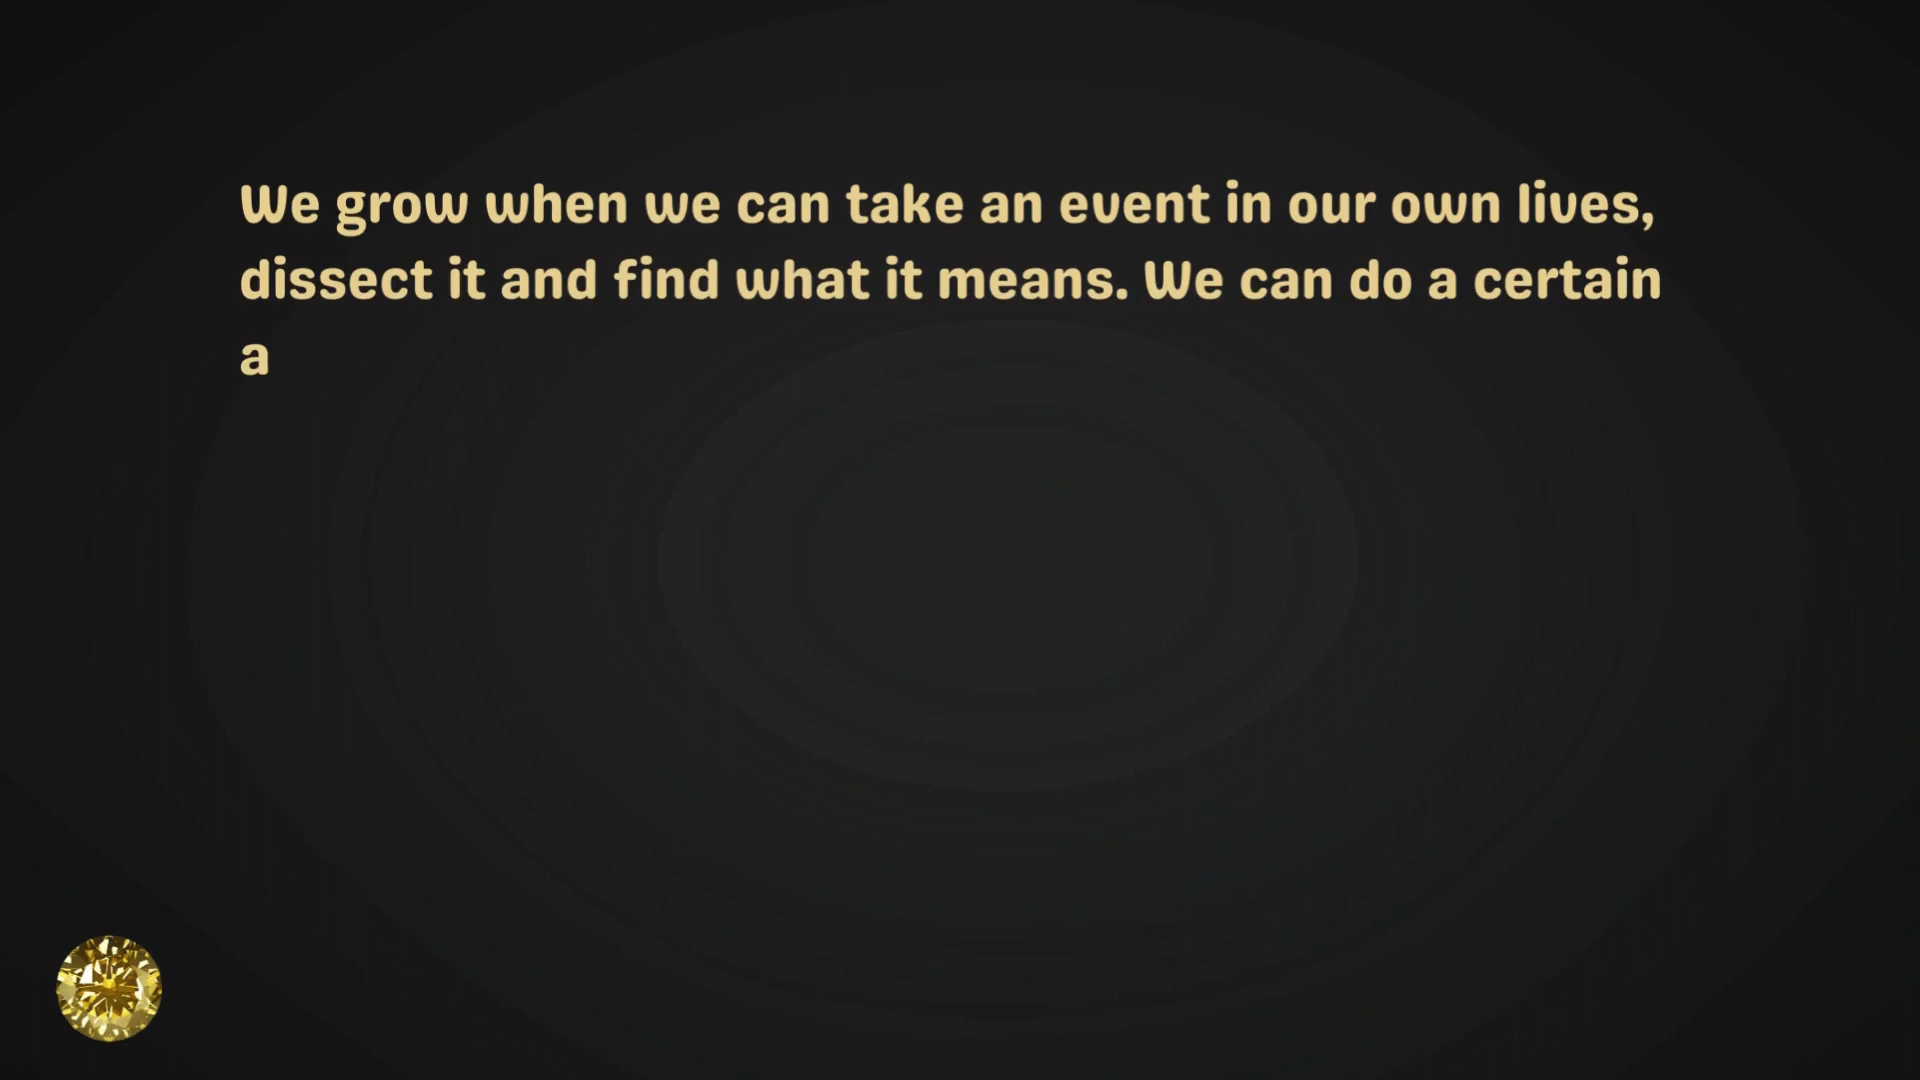 We grow when we can take an event in our own lives,
dissect it and find what it means. We can do a certain
a